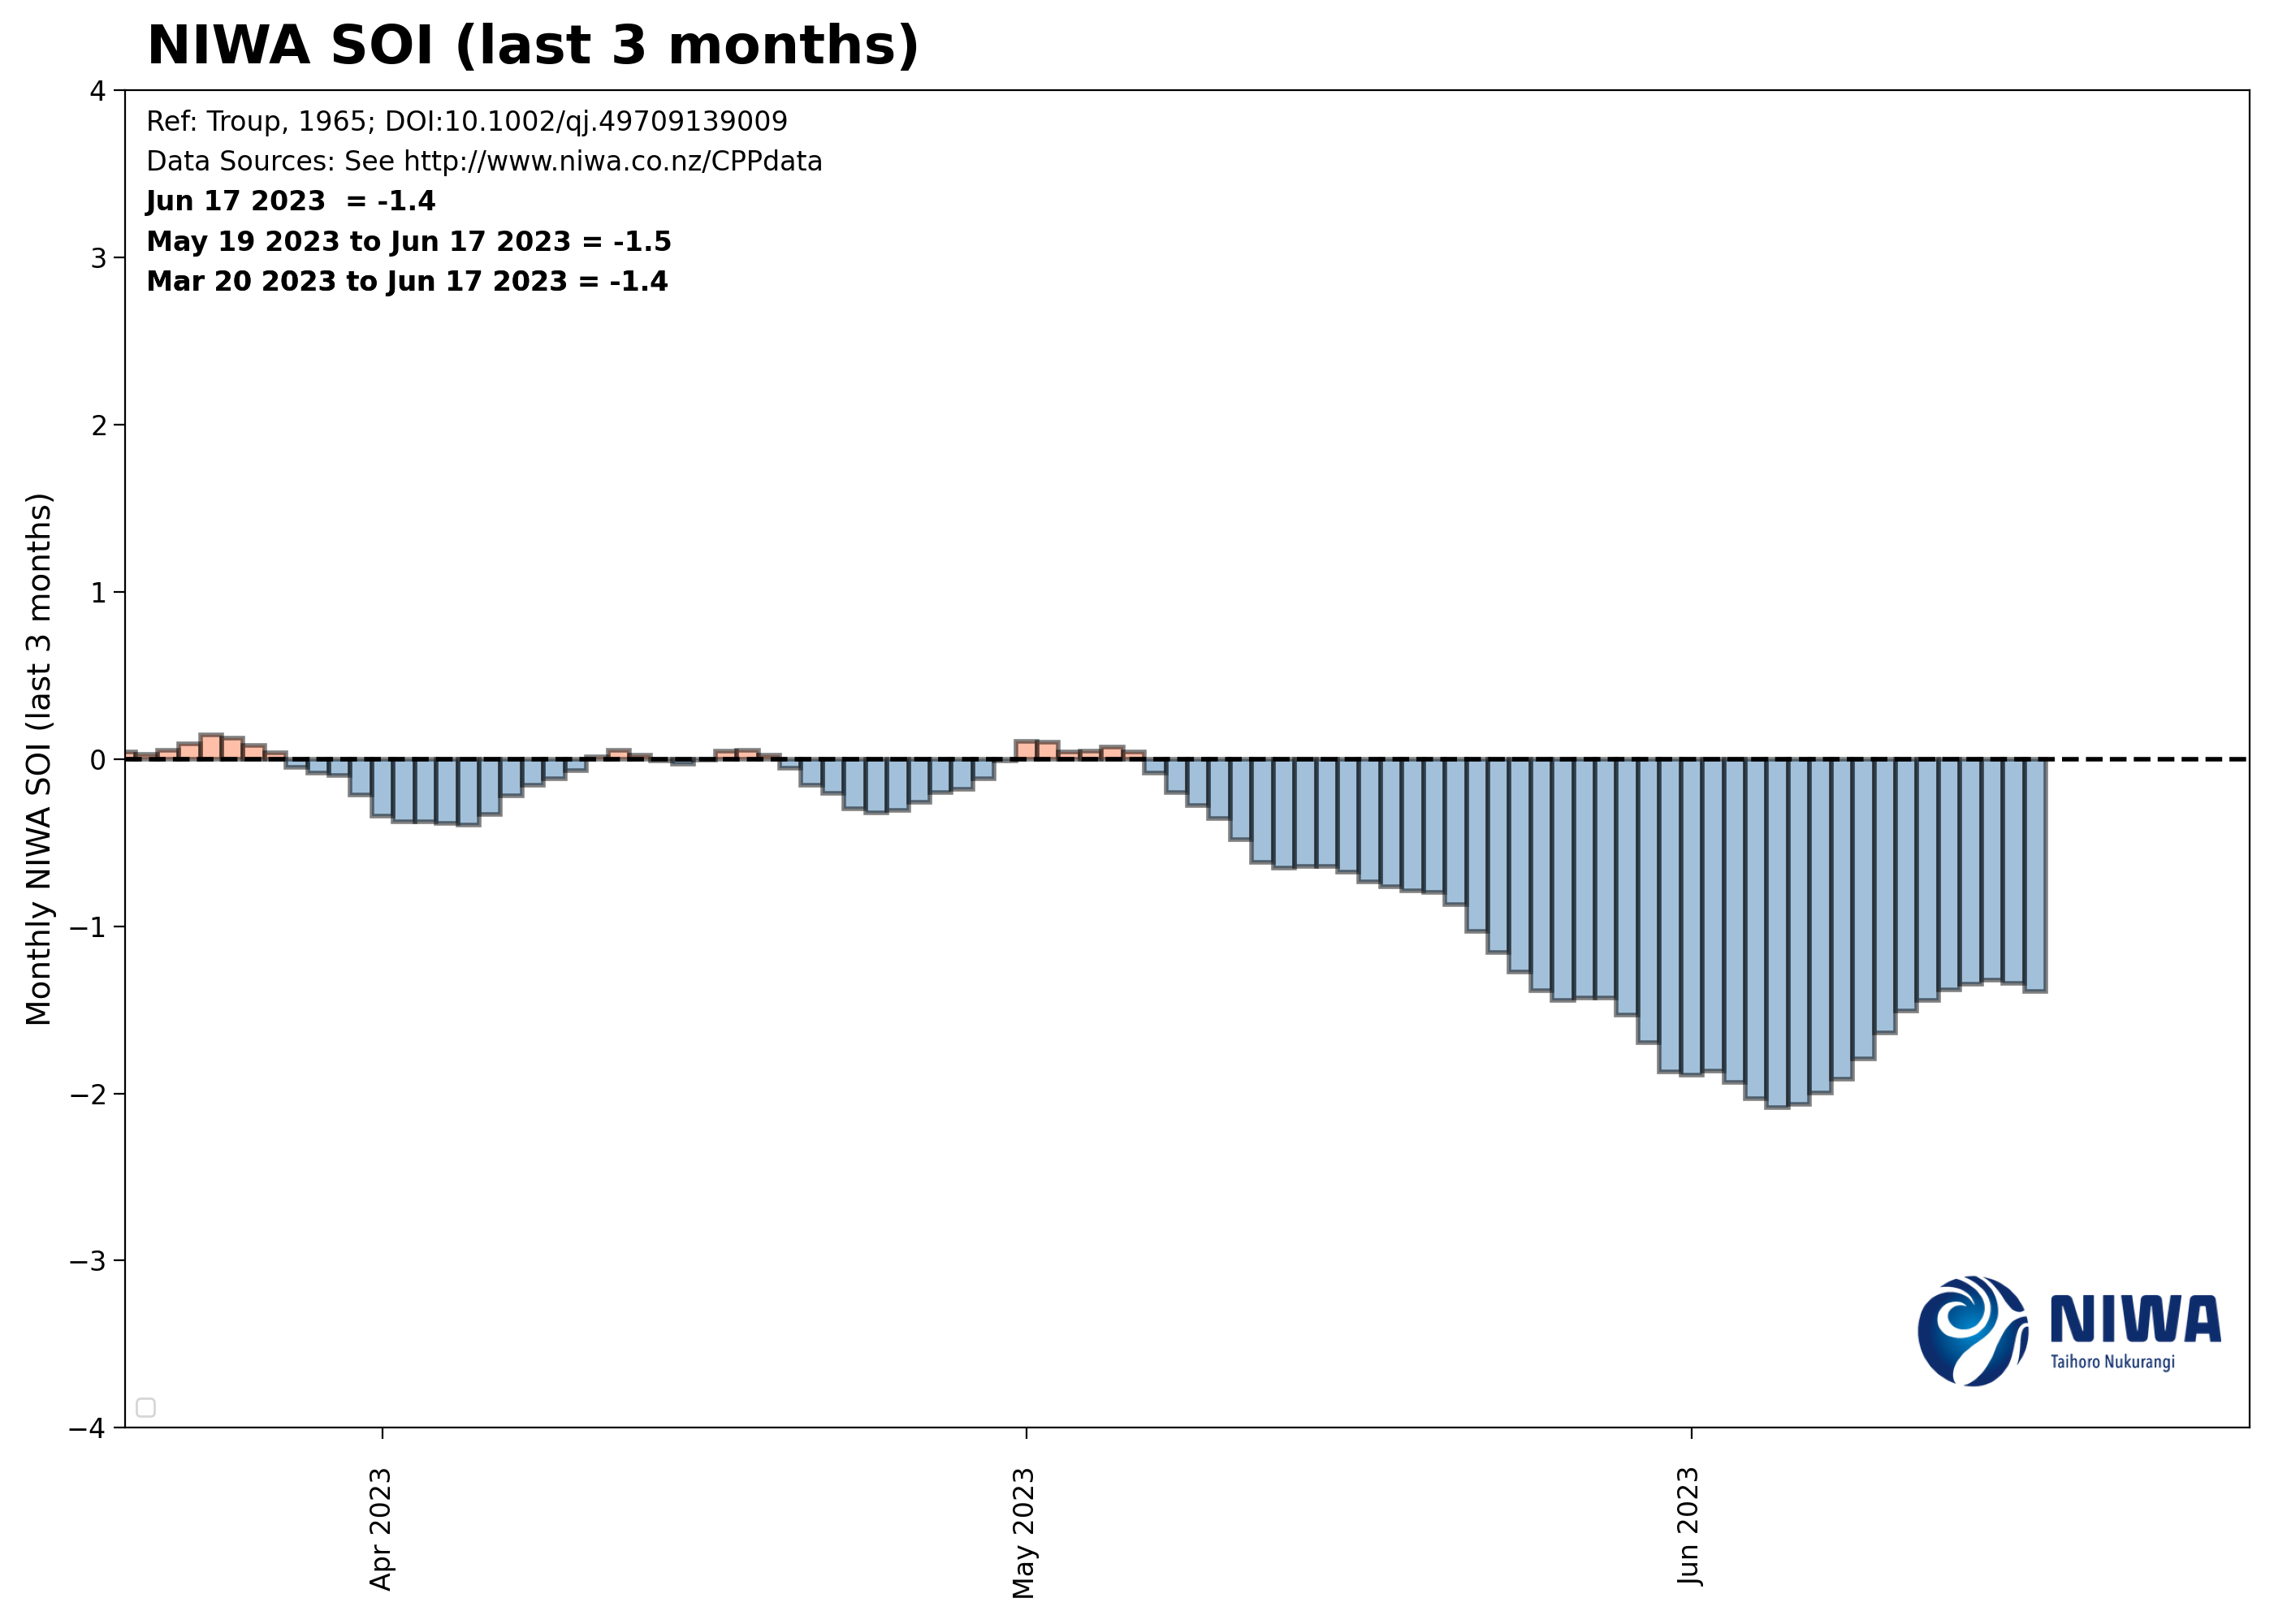 NIWA SOI (last 3 months)
Ref: Troup, 1965; DOI:10.1002/qj.49709139009
Data Sources: See http://www.niwa.co.nz/CPPdata
Jun 17 2023  = -1.4
May 19 2023 to Jun 17 2023 = -1.5
Mar 20 2023 to Jun 17 2023 = -1.4
Monthly NIWA SOI (last 3 months)
4
3
2
1
0
−1
−2
−3
−4
NIWA
Taihoro Nukurangi
Apr 2023
May 2023
Jun 2023